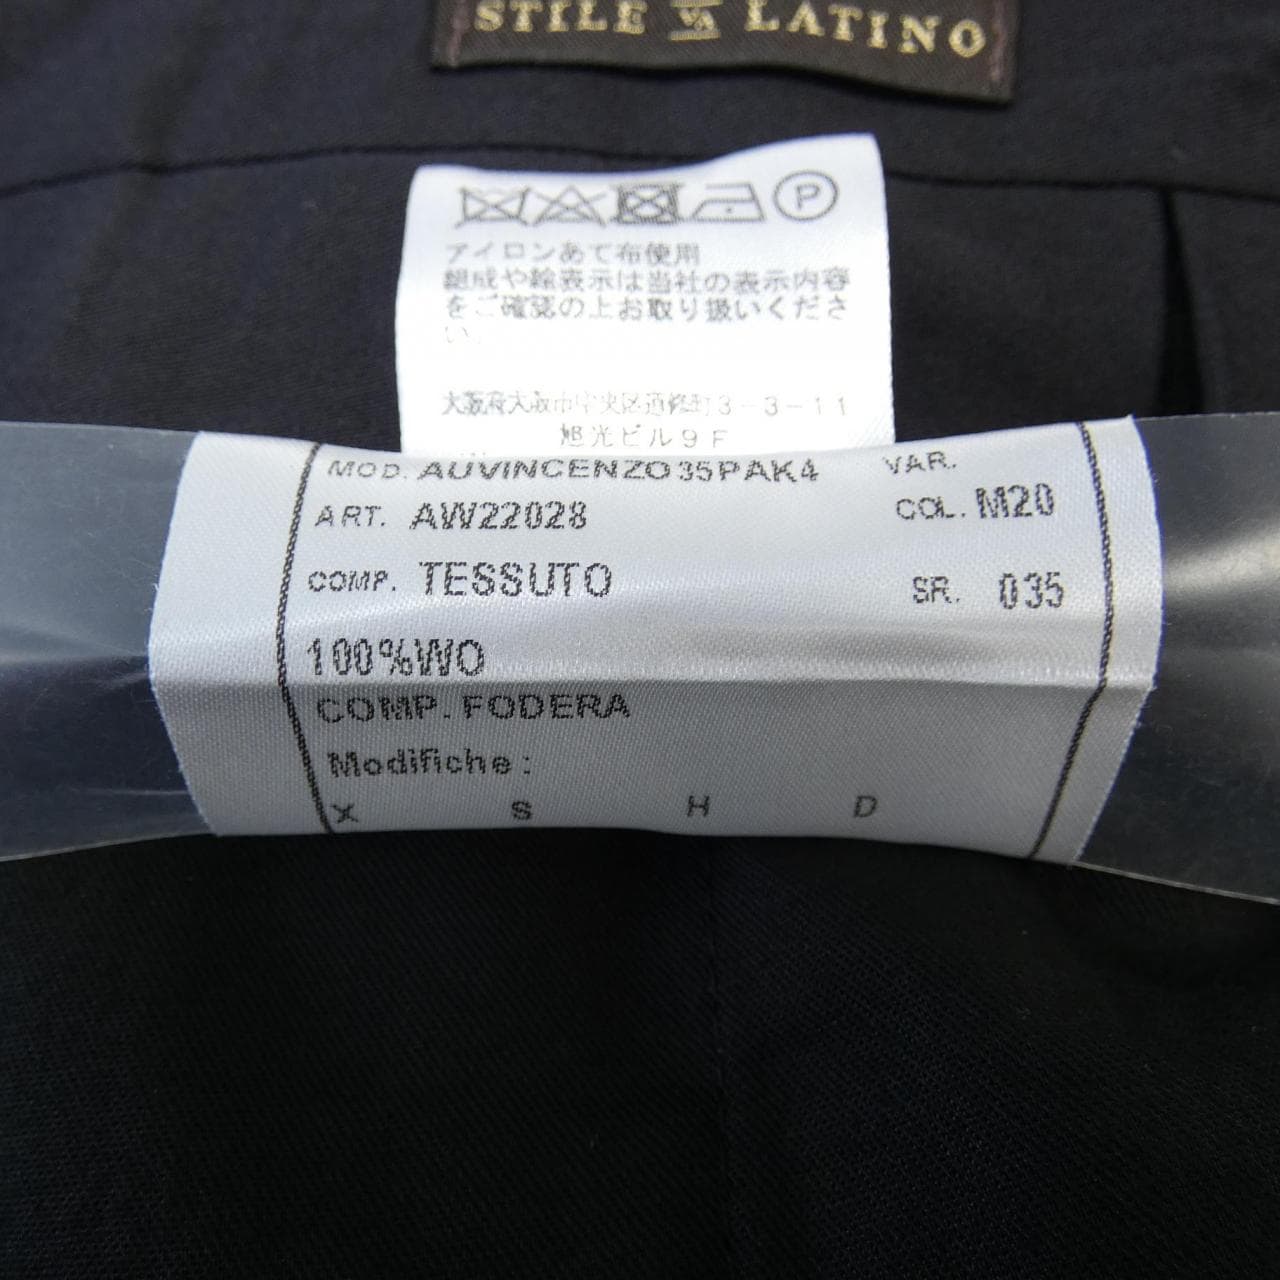 STILE LATINO
P
アイロンあて布使用
組成や絵表示は当社の表示内容
をご確認の上お取り扱いくださ
い。
大阪府大阪市中央区道修町3-3-11
旭光ビル9F
MOD. AUVINCENZO35PAK4 VAR.
ART. AW22028 COL. M20
COMP. TESSUTO SR. 035
100%WO
COMP. FODERA
Modifiche :
X S H D